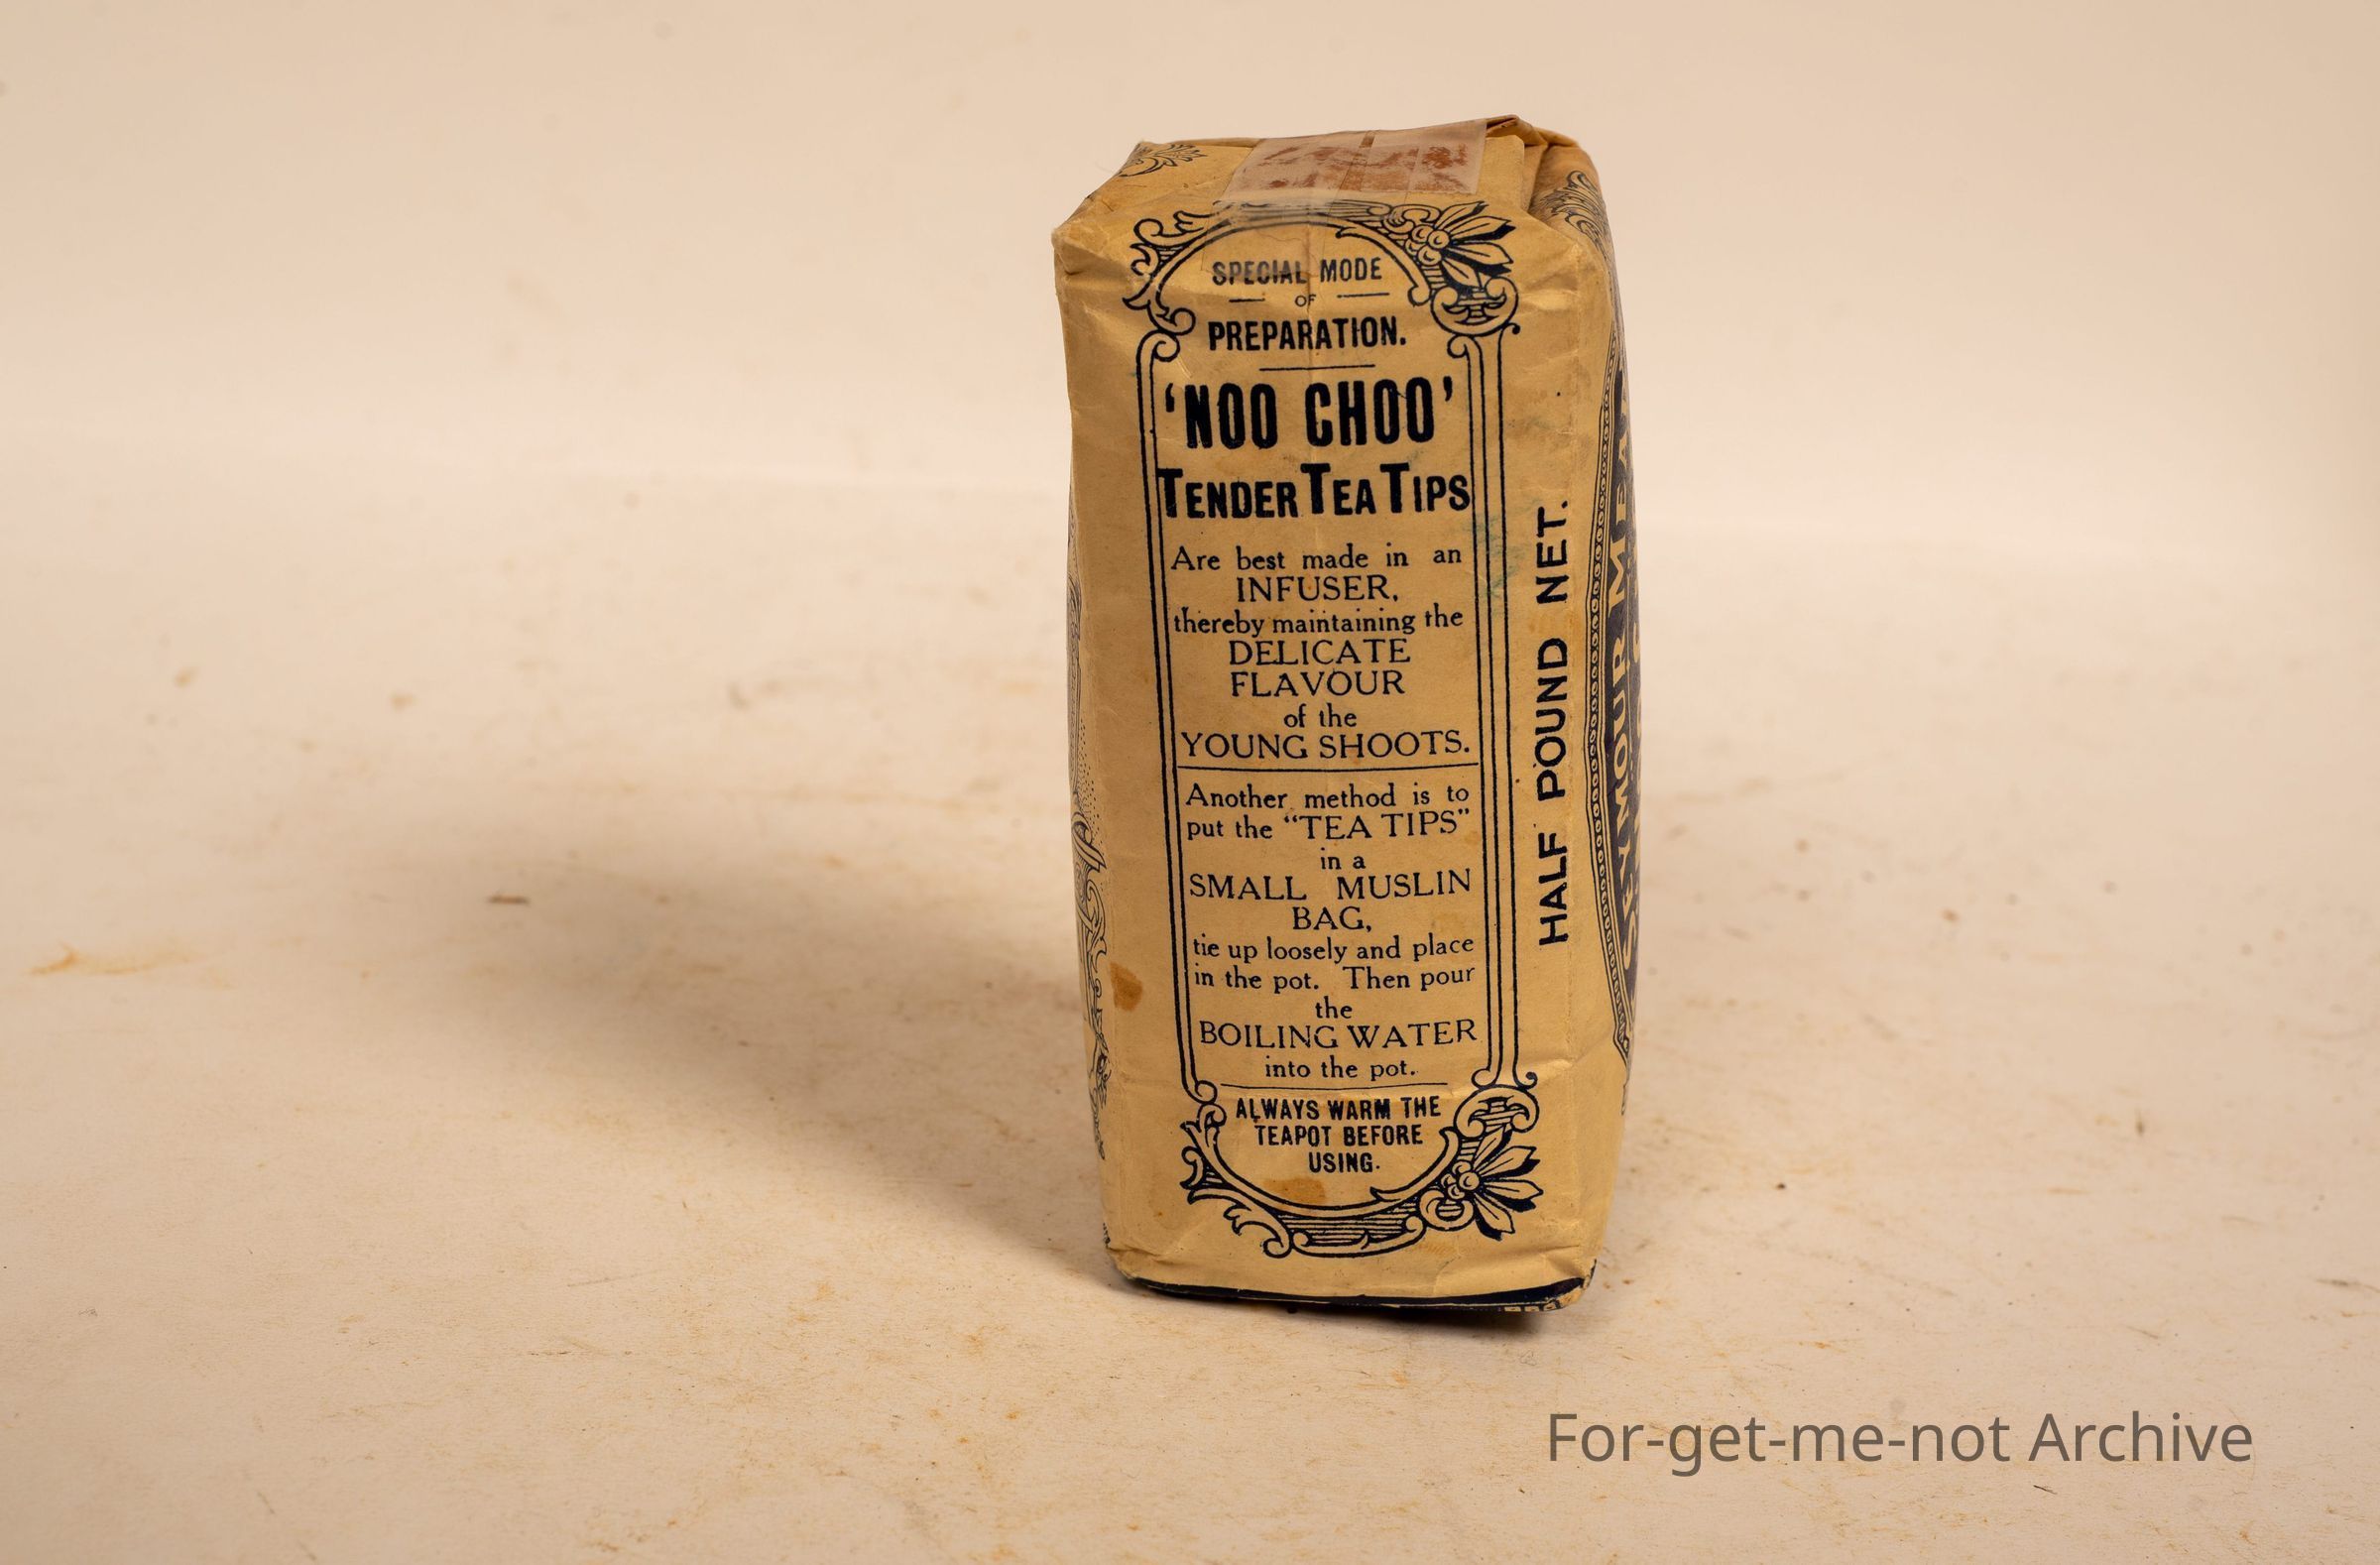 SPECIAL MODE
OF
PREPARATION.
'NOO CHOO'
TENDER TEA TIPS
Are best made in an
INFUSER,
thereby maintaining the
DELICATE
FLAVOUR
of the
YOUNG SHOOTS.
Another method is to
put the "TEA TIPS"
in a
SMALL MUSLIN
BAG,
tie up loosely and place
in the pot. Then pour
the
BOILING WATER
into the pot.
ALWAYS WARM THE
TEAPOT BEFORE
USING.
HALF POUND NET.
SEYMOUR MEAD
For-get-me-not Archive